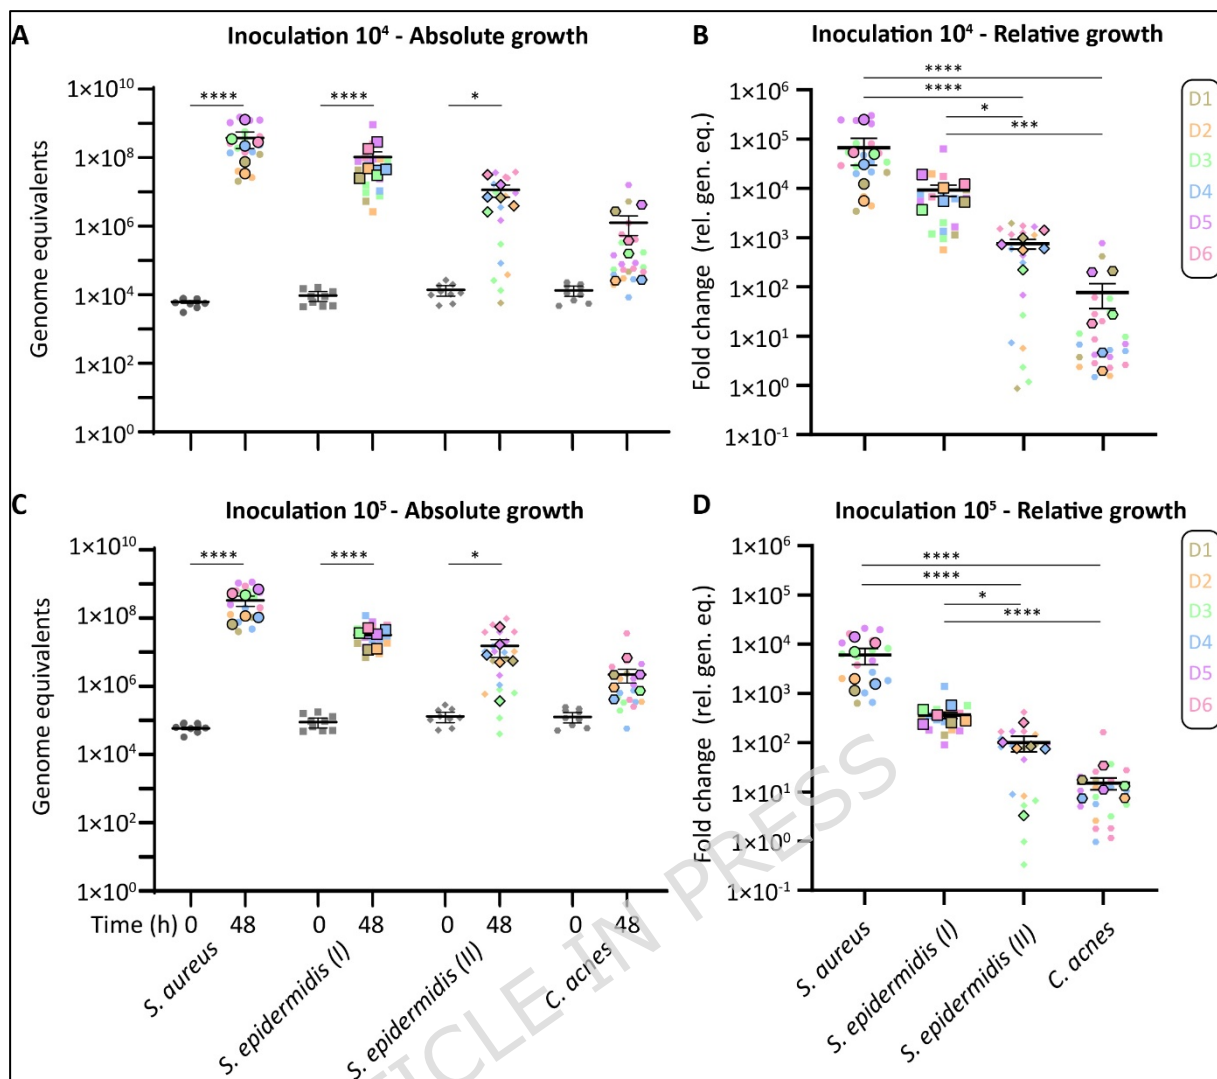 A
Inoculation 10⁴ - Absolute growth
Genome equivalents
1×10¹⁰
1×10⁸
1×10⁶
1×10⁴
1×10²
1×10⁰
****
****
*
B
Inoculation 10⁴ - Relative growth
Fold change (rel. gen. eq.)
1×10⁶
1×10⁵
1×10⁴
1×10³
1×10²
1×10¹
1×10⁰
1×10⁻¹
****
****
*
***
D1
D2
D3
D4
D5
D6
C
Inoculation 10⁵ - Absolute growth
Genome equivalents
1×10¹⁰
1×10⁸
1×10⁶
1×10⁴
1×10²
1×10⁰
****
****
*
Time (h) 0 48 0 48 0 48 0 48
S. aureus
S. epidermidis (I)
S. epidermidis (II)
C. acnes
D
Inoculation 10⁵ - Relative growth
Fold change (rel. gen. eq.)
1×10⁶
1×10⁵
1×10⁴
1×10³
1×10²
1×10¹
1×10⁰
1×10⁻¹
****
****
*
****
S. aureus
S. epidermidis (I)
S. epidermidis (II)
C. acnes
D1
D2
D3
D4
D5
D6
ICLE IN PRESS